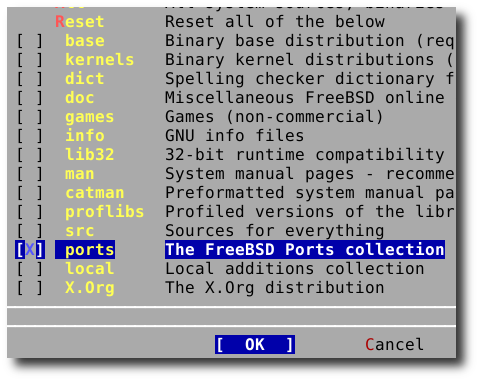 Reset Reset all of the below
[ ] base Binary base distribution (req
[ ] kernels Binary kernel distributions (
[ ] dict Spelling checker dictionary f
[ ] doc Miscellaneous FreeBSD online
[ ] games Games (non-commercial)
[ ] info GNU info files
[ ] lib32 32-bit runtime compatibility
[ ] man System manual pages - recomme
[ ] catman Preformatted system manual pa
[ ] proflibs Profiled versions of the libr
[ ] src Sources for everything
[X] ports The FreeBSD Ports collection
[ ] local Local additions collection
[ ] X.Org The X.Org distribution
[ OK ] Cancel